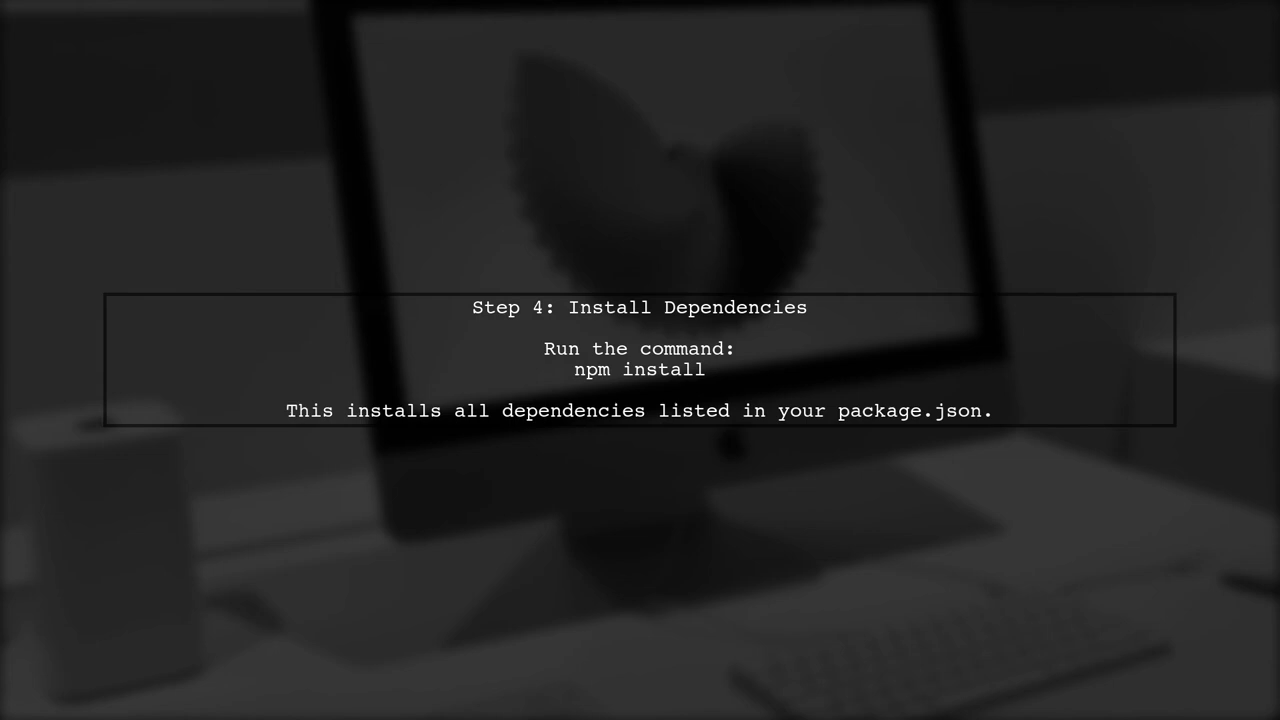 Step 4: Install Dependencies
Run the command:
npm install
This installs all dependencies listed in your package.json.